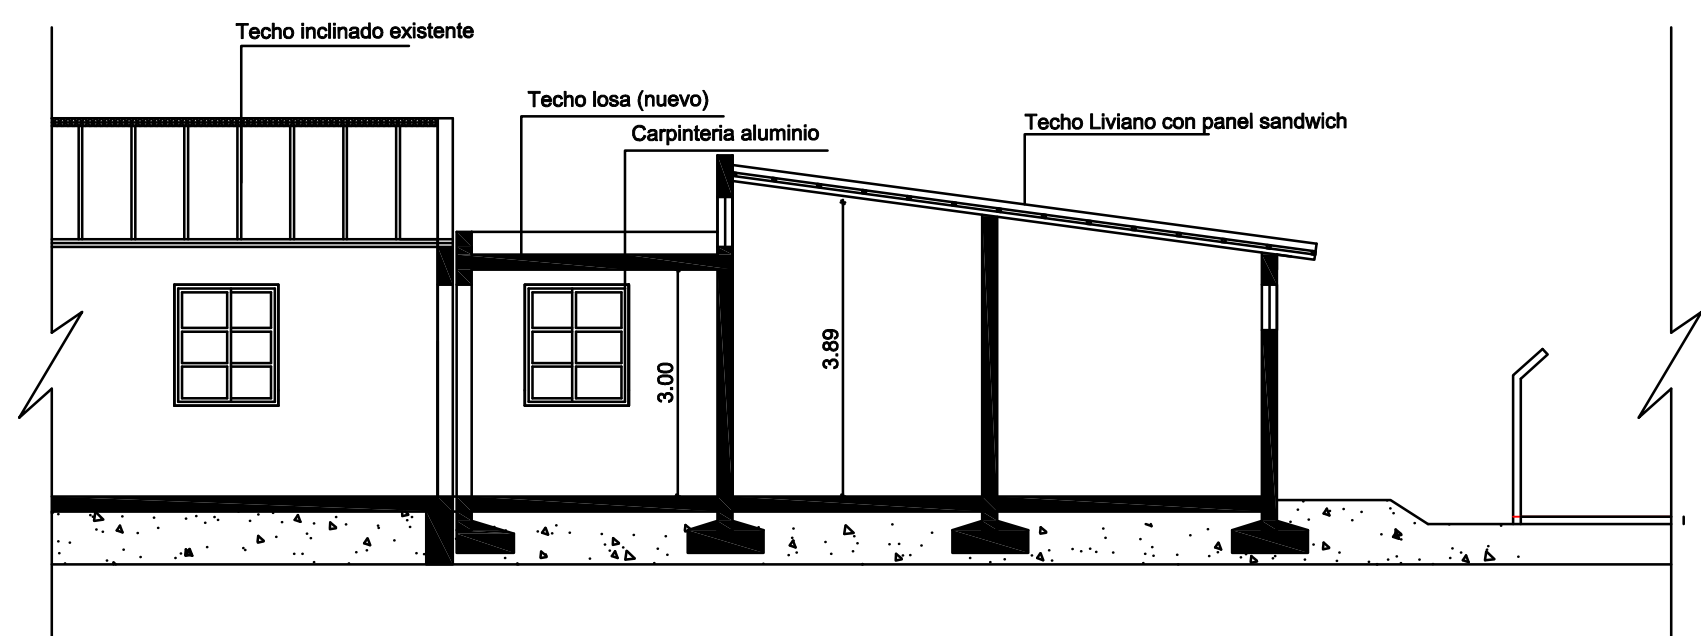 Techo inclinado existente
Techo losa (nuevo)
Carpinteria aluminio
Techo Liviano con panel sandwich
3.00
3.89